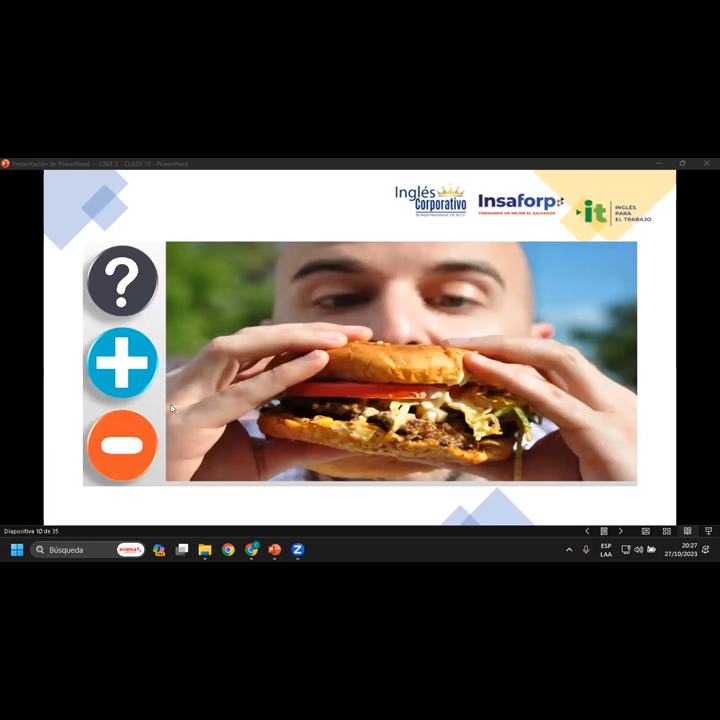 Presentación de PowerPoint - UNIT 2 - CLASS 10 - PowerPoint
Inglés
Corporativo
Insaforp
FORMANDO UN MEJOR EL SALVADOR
it
INGLÉS
PARA
EL TRABAJO
?
Diapositiva 10 de 35
Búsqueda
avianca
ESP
LAA
20:27
27/10/2023